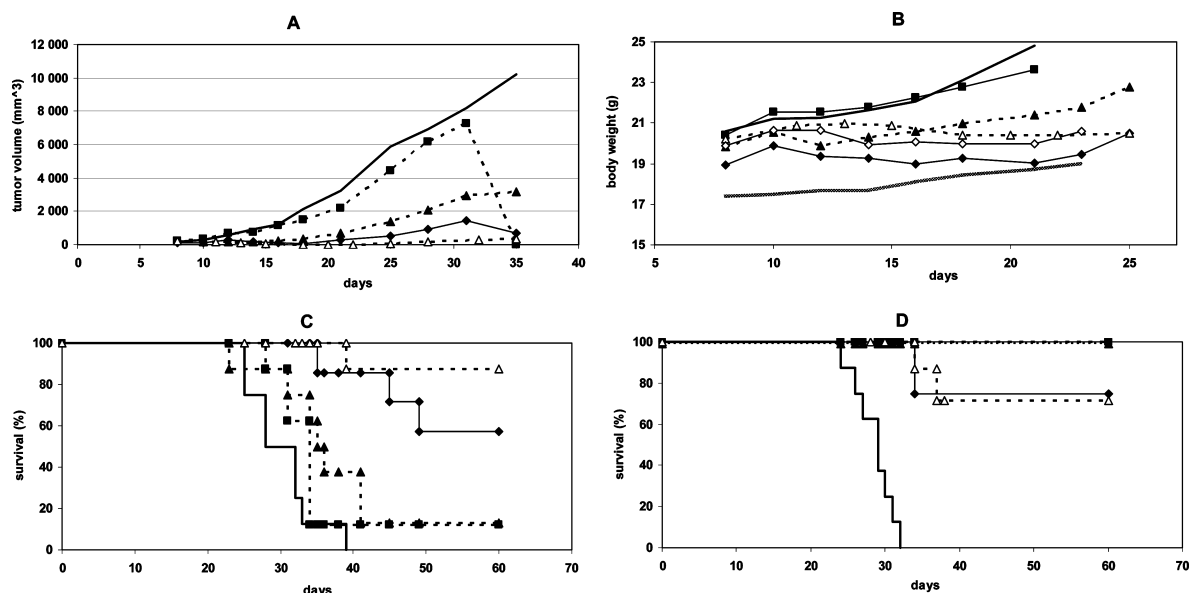 A
12 000
10 000
8 000
6 000
4 000
2 000
0
tumor volume (mm^3)
0 5 10 15 20 25 30 35 40
days
B
25
23
21
19
17
15
body weight (g)
5 10 15 20 25
days
C
100
80
60
40
20
0
survival (%)
0 10 20 30 40 50 60 70
days
D
100
80
60
40
20
0
survival (%)
0 10 20 30 40 50 60 70
days